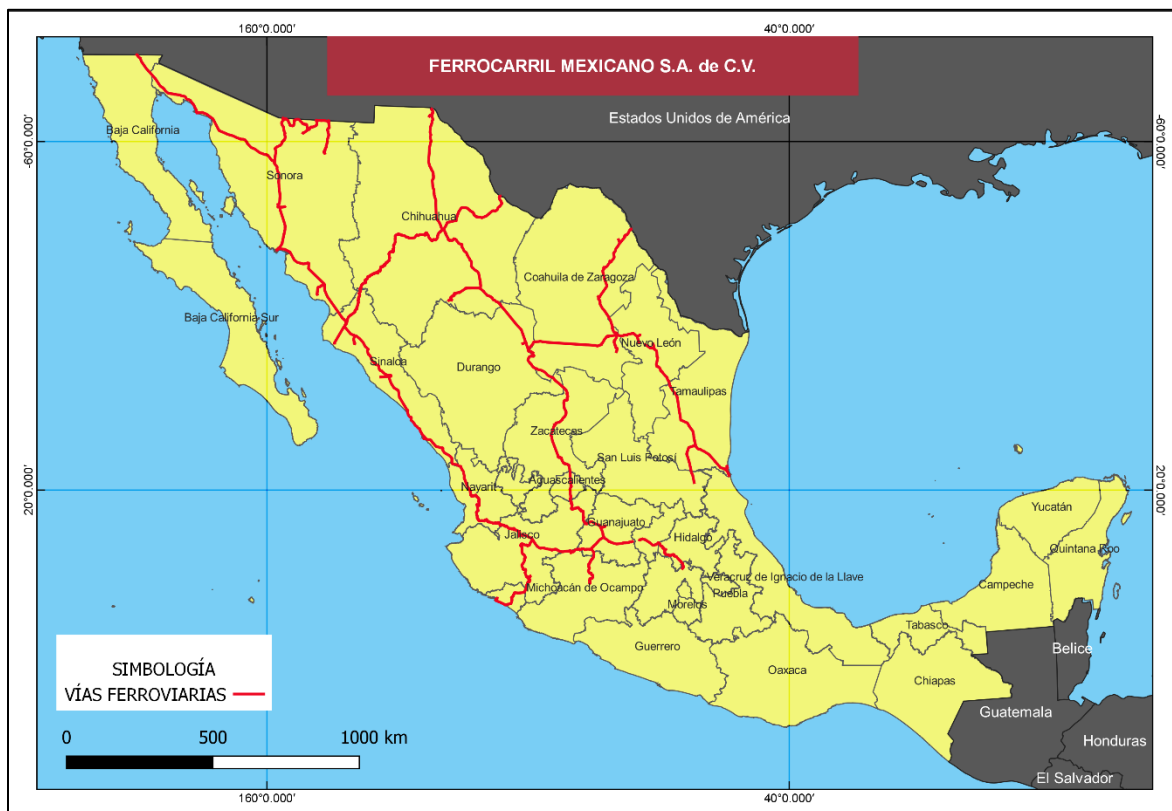 160°0.000'
40°0.000'
FERROCARRIL MEXICANO S.A. de C.V.
Estados Unidos de América
Baja California
60°0.000'
-60°0.000'
Sonora
Chihuahua
Coahuila de Zaragoza
Baja California Sur
Nuevo León
Sinaloa
Durango
Tamaulipas
Zacatecas
San Luis Potosí
Aguascalientes
Nayarit
20°0.000'
20°0.000'
Yucatán
Guanajuato
Jalisco
Hidalgo
Quintana Roo
Veracruz de Ignacio de la Llave
Michoacán de Ocampo
Puebla
Campeche
Morelos
Tabasco
Guerrero
Belice
Oaxaca
Chiapas
SIMBOLOGÍA
VÍAS FERROVIARIAS
Guatemala
0 500 1000 km
Honduras
El Salvador
160°0.000'
40°0.000'